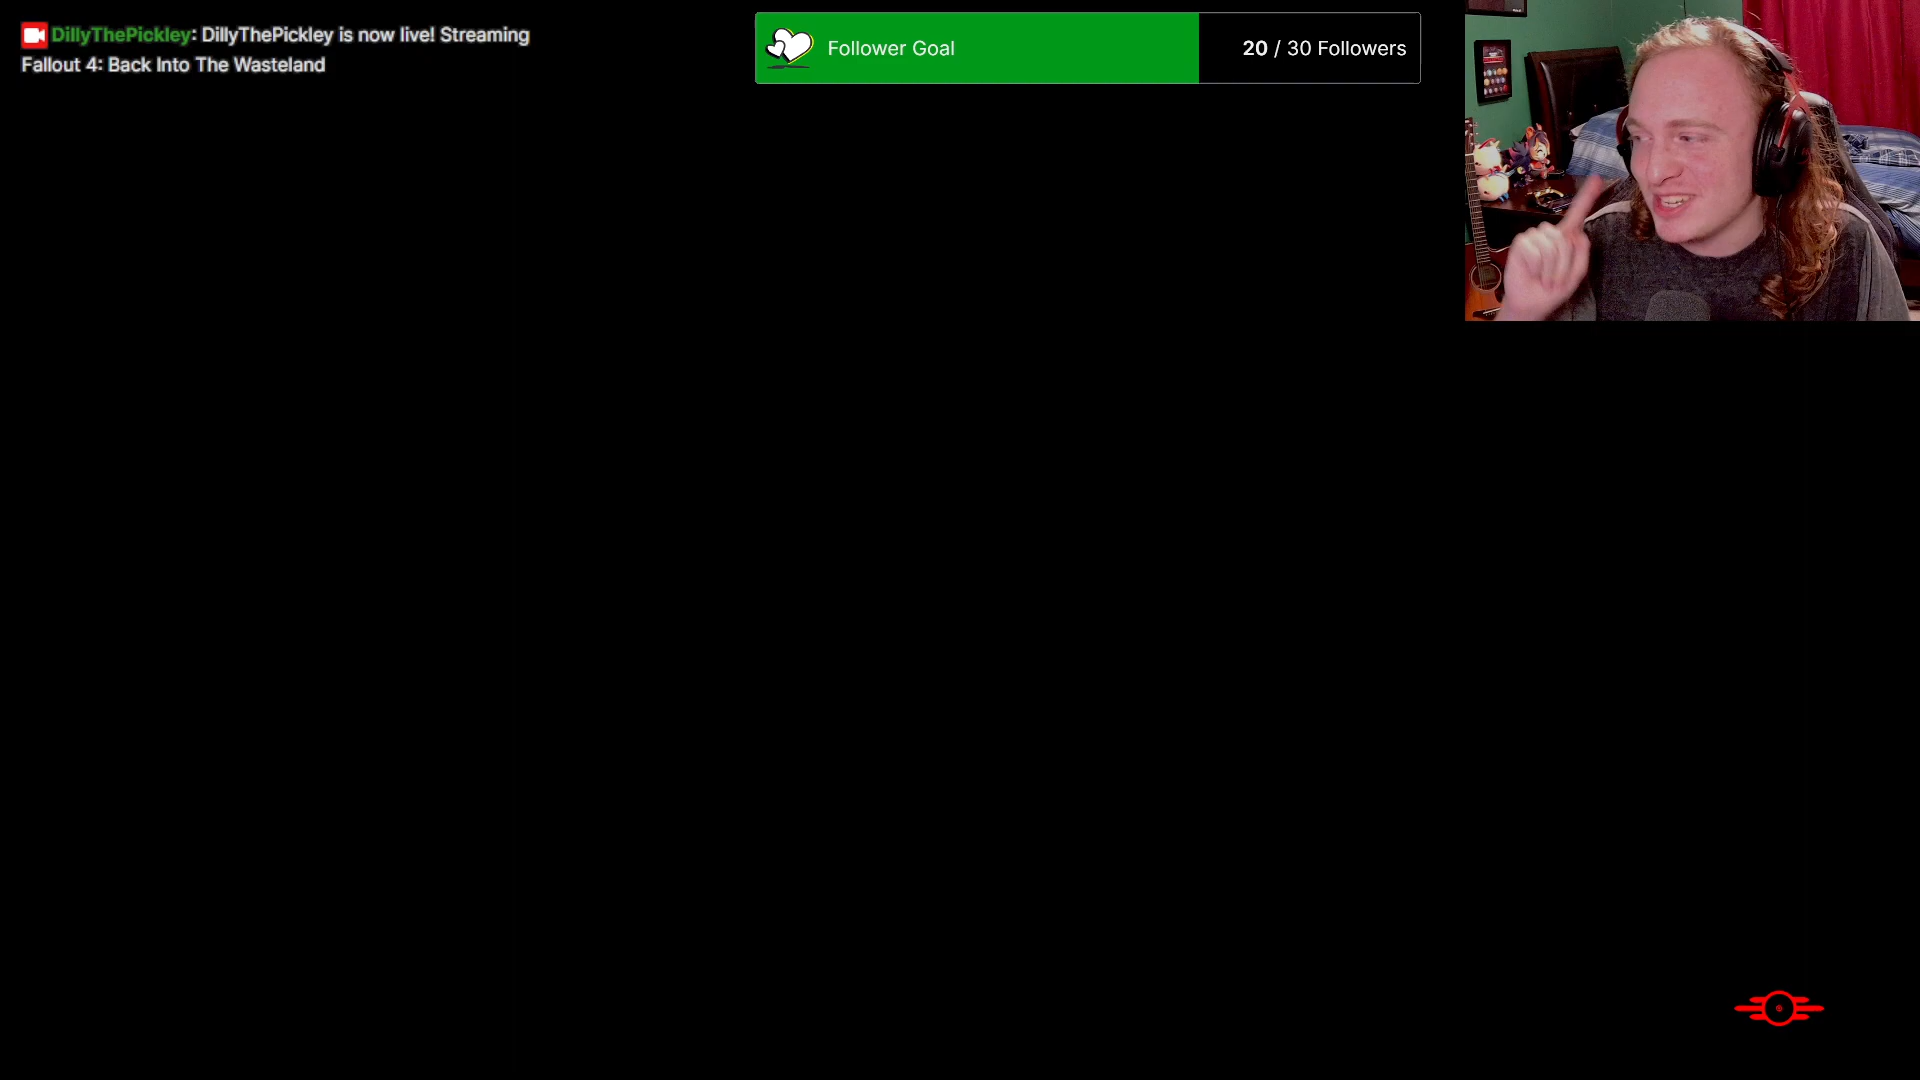 DillyThePickley: DillyThePickley is now live! Streaming
Fallout 4: Back Into The Wasteland
Follower Goal
20 / 30 Followers